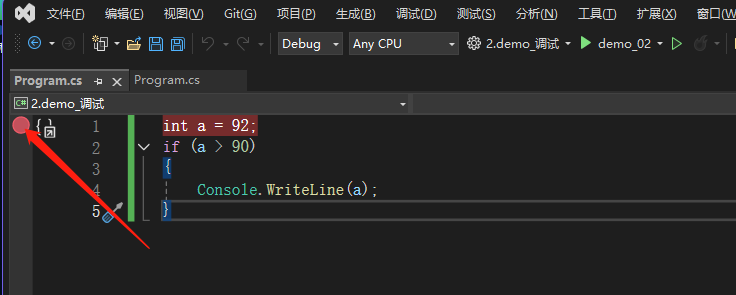 文件(F) 编辑(E) 视图(V) Git(G) 项目(P) 生成(B) 调试(D) 测试(S) 分析(N) 工具(T) 扩展(X) 窗口(W)
Debug Any CPU 2.demo_调试 demo_02
Program.cs Program.cs
C# 2.demo_调试
1 int a = 92;
2 if (a > 90)
3 {
4 Console.WriteLine(a);
5 }